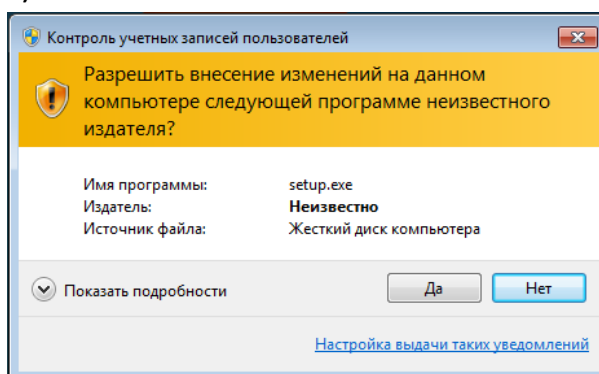 Контроль учетных записей пользователей
Разрешить внесение изменений на данном
компьютере следующей программе неизвестного
издателя?
Имя программы: setup.exe
Издатель: Неизвестно
Источник файла: Жесткий диск компьютера
Показать подробности Да Нет
Настройка выдачи таких уведомлений